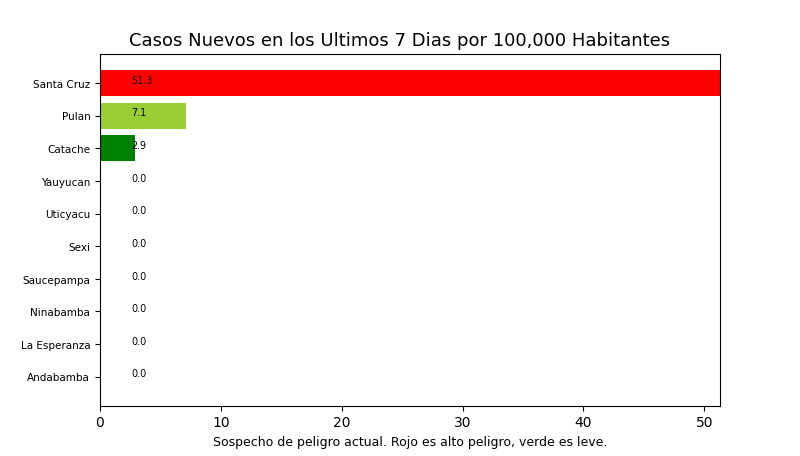 Casos Nuevos en los Ultimos 7 Dias por 100,000 Habitantes
Santa Cruz 51.3
Pulan 7.1
Catache 2.9
Yauyucan 0.0
Uticyacu 0.0
Sexi 0.0
Saucepampa 0.0
Ninabamba 0.0
La Esperanza 0.0
Andabamba 0.0
0 10 20 30 40 50
Sospecho de peligro actual. Rojo es alto peligro, verde es leve.